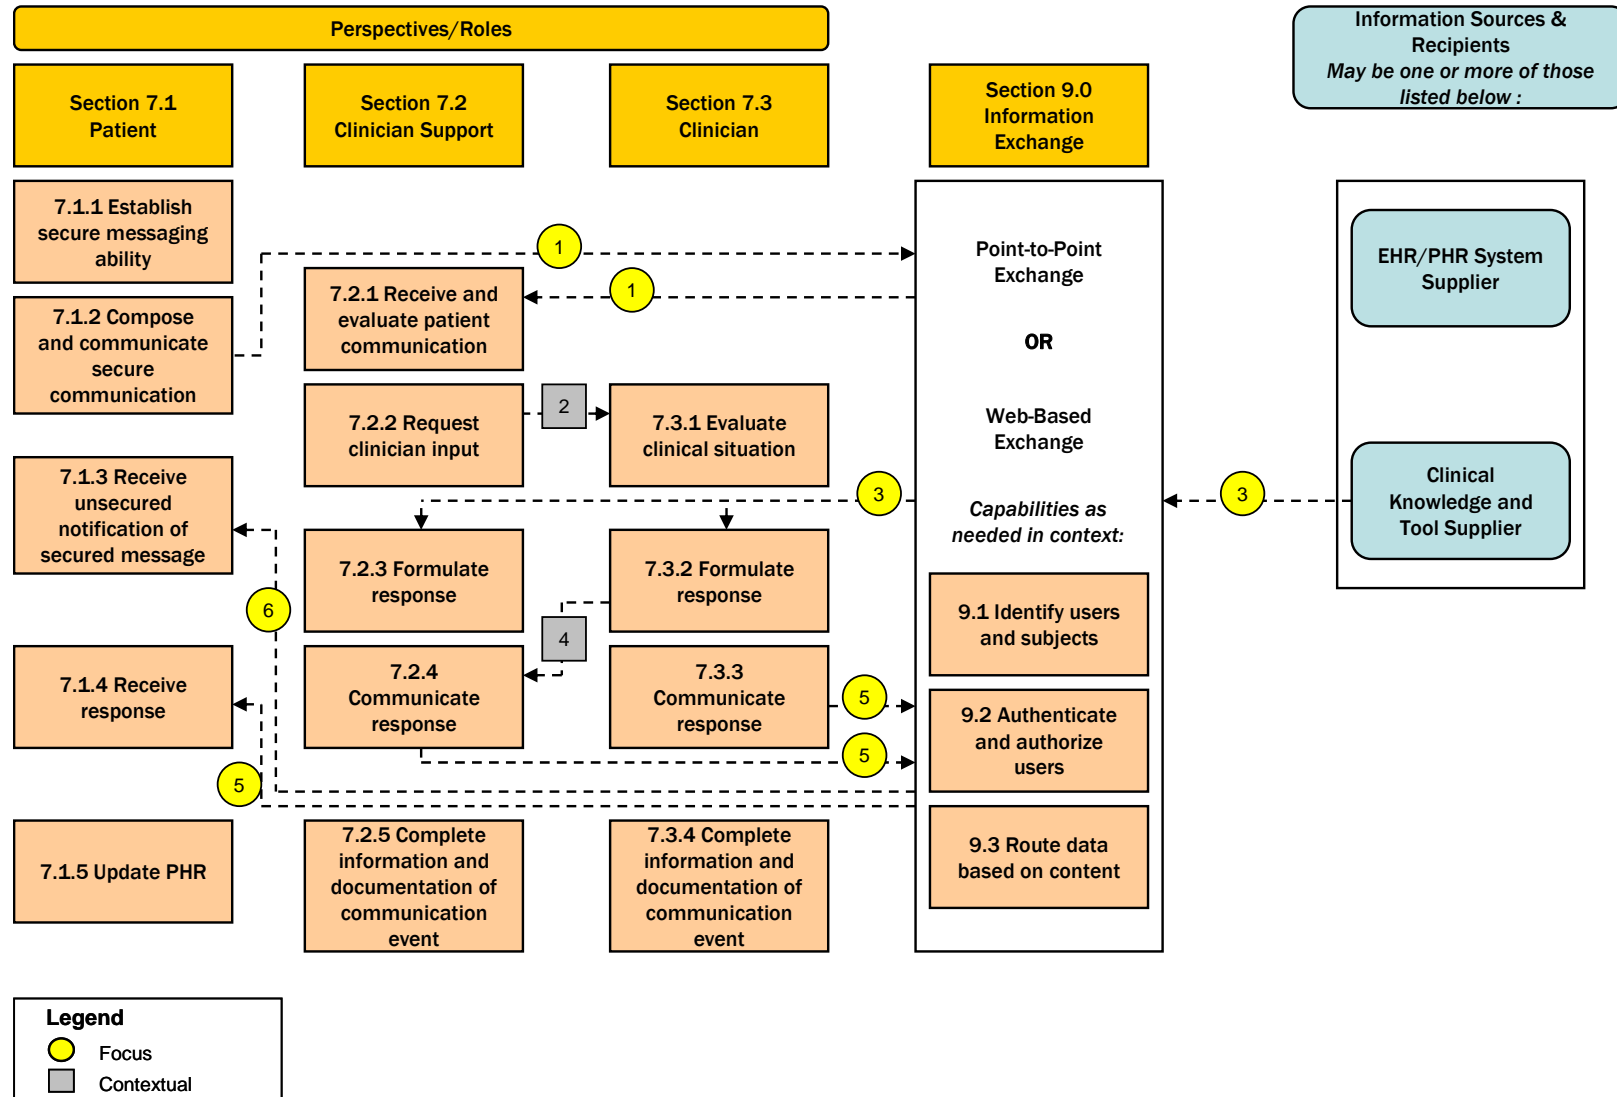 Perspectives/Roles
Information Sources &
Recipients
May be one or more of those
listed below :
Section 7.1
Patient
Section 7.2
Clinician Support
Section 7.3
Clinician
Section 9.0
Information
Exchange
7.1.1 Establish
secure messaging
ability
7.1.2 Compose
and communicate
secure
communication
7.1.3 Receive
unsecured
notification of
secured message
7.1.4 Receive
response
7.1.5 Update PHR
7.2.1 Receive and
evaluate patient
communication
7.2.2 Request
clinician input
7.2.3 Formulate
response
7.2.4
Communicate
response
7.2.5 Complete
information and
documentation of
communication
event
7.3.1 Evaluate
clinical situation
7.3.2 Formulate
response
7.3.3
Communicate
response
7.3.4 Complete
information and
documentation of
communication
event
1
1
2
3
3
4
5
5
5
6
Point-to-Point
Exchange
OR
Web-Based
Exchange
Capabilities as
needed in context:
9.1 Identify users
and subjects
9.2 Authenticate
and authorize
users
9.3 Route data
based on content
EHR/PHR System
Supplier
Clinical
Knowledge and
Tool Supplier
Legend
Focus
Contextual